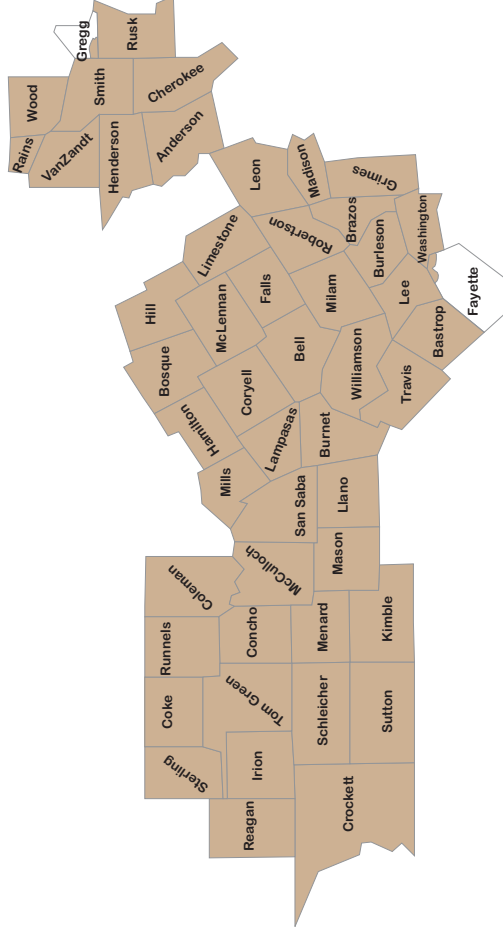 Gregg
Rusk
Wood
Smith
Cherokee
Rains
VanZandt
Henderson
Anderson
Leon
Madison
Grimes
Limestone
Robertson
Brazos
Washington
Burleson
Hill
McLennan
Falls
Milam
Lee
Fayette
Bosque
Bell
Bastrop
Coryell
Williamson
Travis
Hamilton
Lampasas
Burnet
Mills
San Saba
Llano
McCulloch
Mason
Coleman
Runnels
Concho
Menard
Kimble
Coke
Tom Green
Schleicher
Sutton
Sterling
Irion
Reagan
Crockett